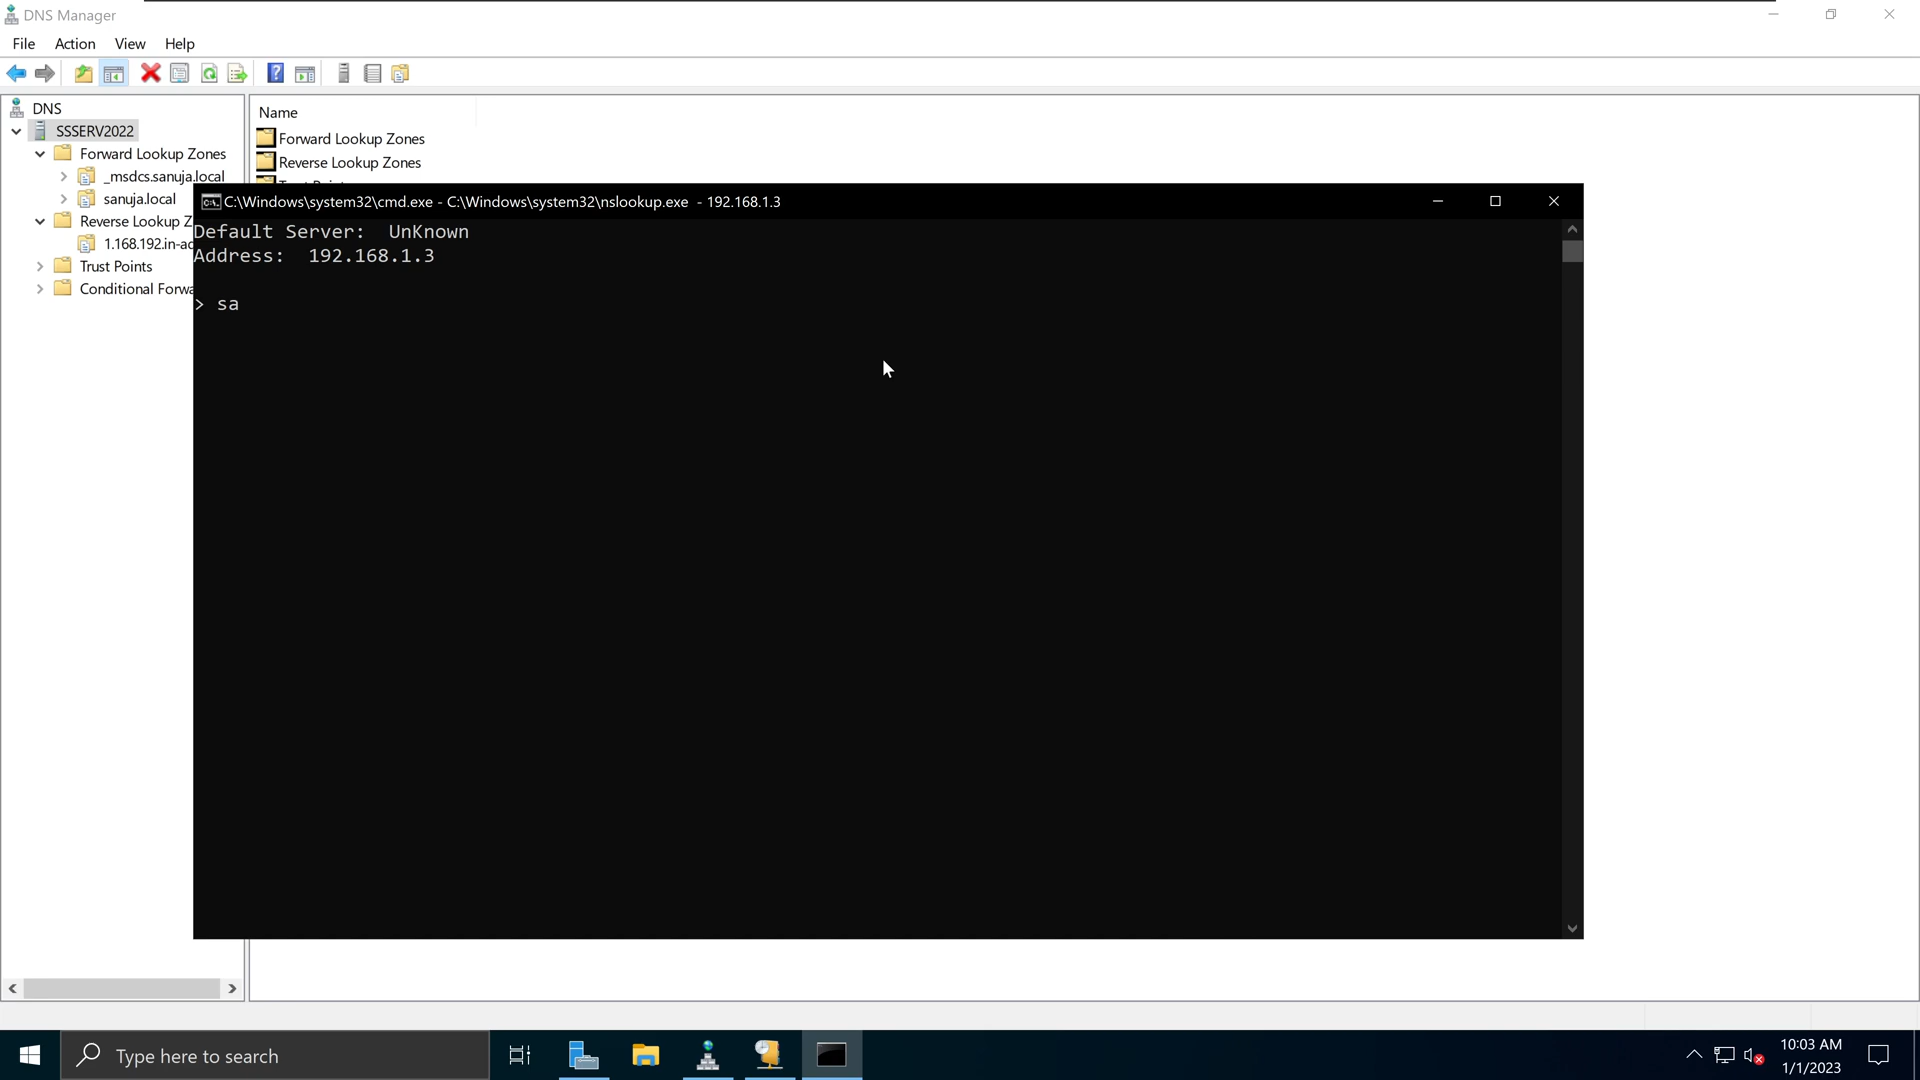 DNS Manager
File Action View Help
DNS
SSSERV2022
Forward Lookup Zones
_msdcs.sanuja.local
sanuja.local
Reverse Lookup Z
1.168.192.in-ad
Trust Points
Conditional Forwa
Name
Forward Lookup Zones
Reverse Lookup Zones
C:\Windows\system32\cmd.exe - C:\Windows\system32\nslookup.exe - 192.168.1.3
Default Server: UnKnown
Address: 192.168.1.3
> sa
Type here to search
10:03 AM
1/1/2023